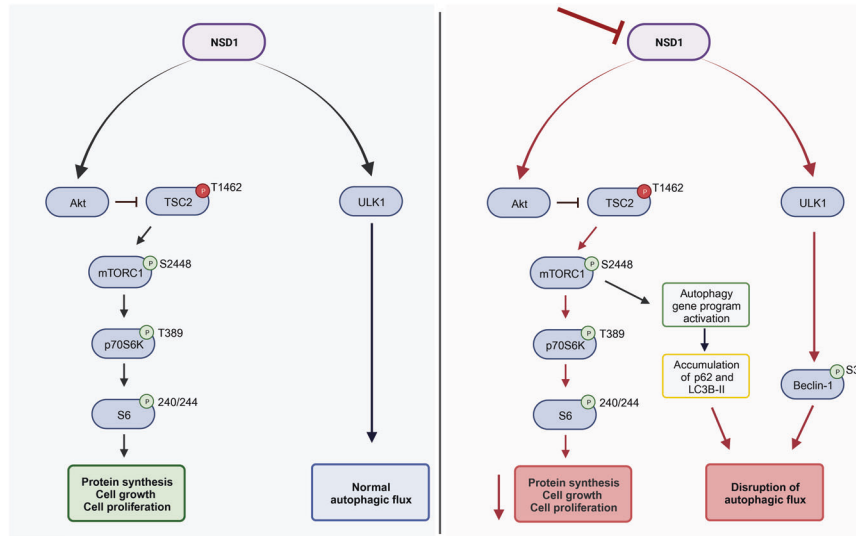 NSD1
Akt
TSC2
P
T1462
ULK1
mTORC1
P
S2448
p70S6K
P
T389
S6
P
240/244
Protein synthesis
Cell growth
Cell proliferation
Normal
autophagic flux
NSD1
Akt
TSC2
P
T1462
ULK1
mTORC1
P
S2448
Autophagy
gene program
activation
p70S6K
P
T389
Accumulation
of p62 and
LC3B-II
Beclin-1
P
S6
P
240/244
Protein synthesis
Cell growth
Cell proliferation
Disruption of
autophagic flux